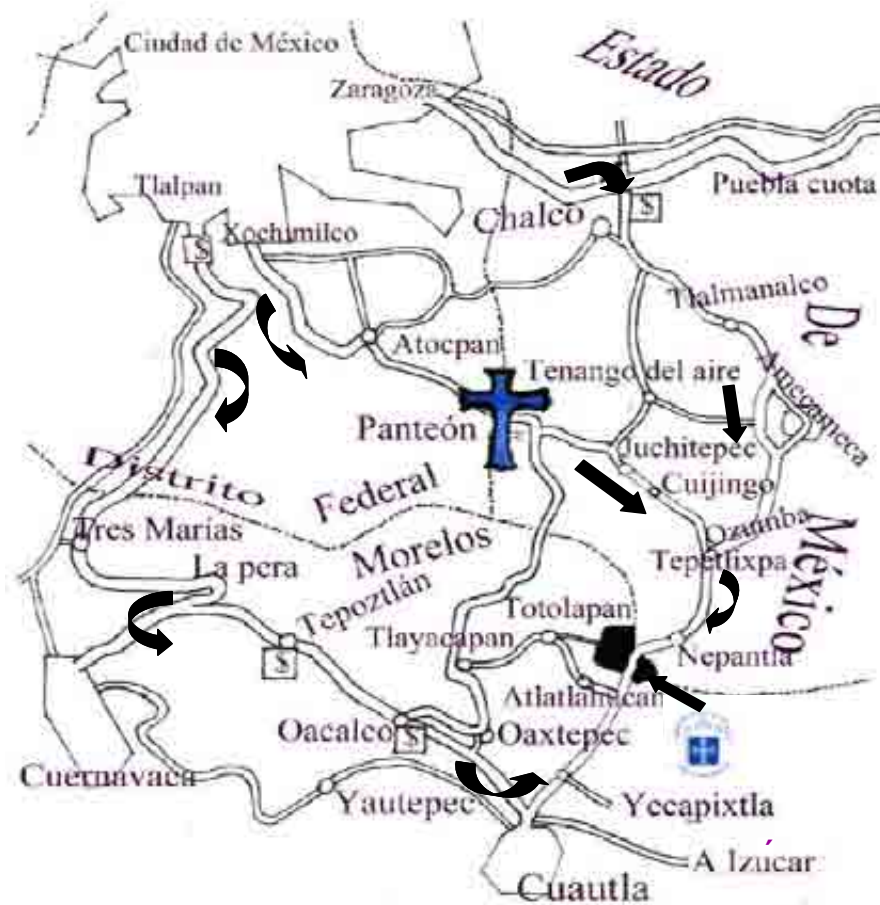 Ciudad de México
Estado
Zaragoza
Tlalpan
Puebla cuota
$
$
Chalco
Xochimilco
Tlalmanalco
De
Atocpan
Tenango del aire
Amecameca
Panteón
Juchitepec
Cuijingo
Distrito
Federal
Ozumba
México
Tres Marias
Morelos
Tepetlixpa
La pera
Tepoztlán
Totolapan
Tlayacapan
Nepantla
$
Atlatlahucan
Oacalco
$
Oaxtepec
Cuernavaca
Yautepec
Yecapixtla
A Izúcar
Cuautla